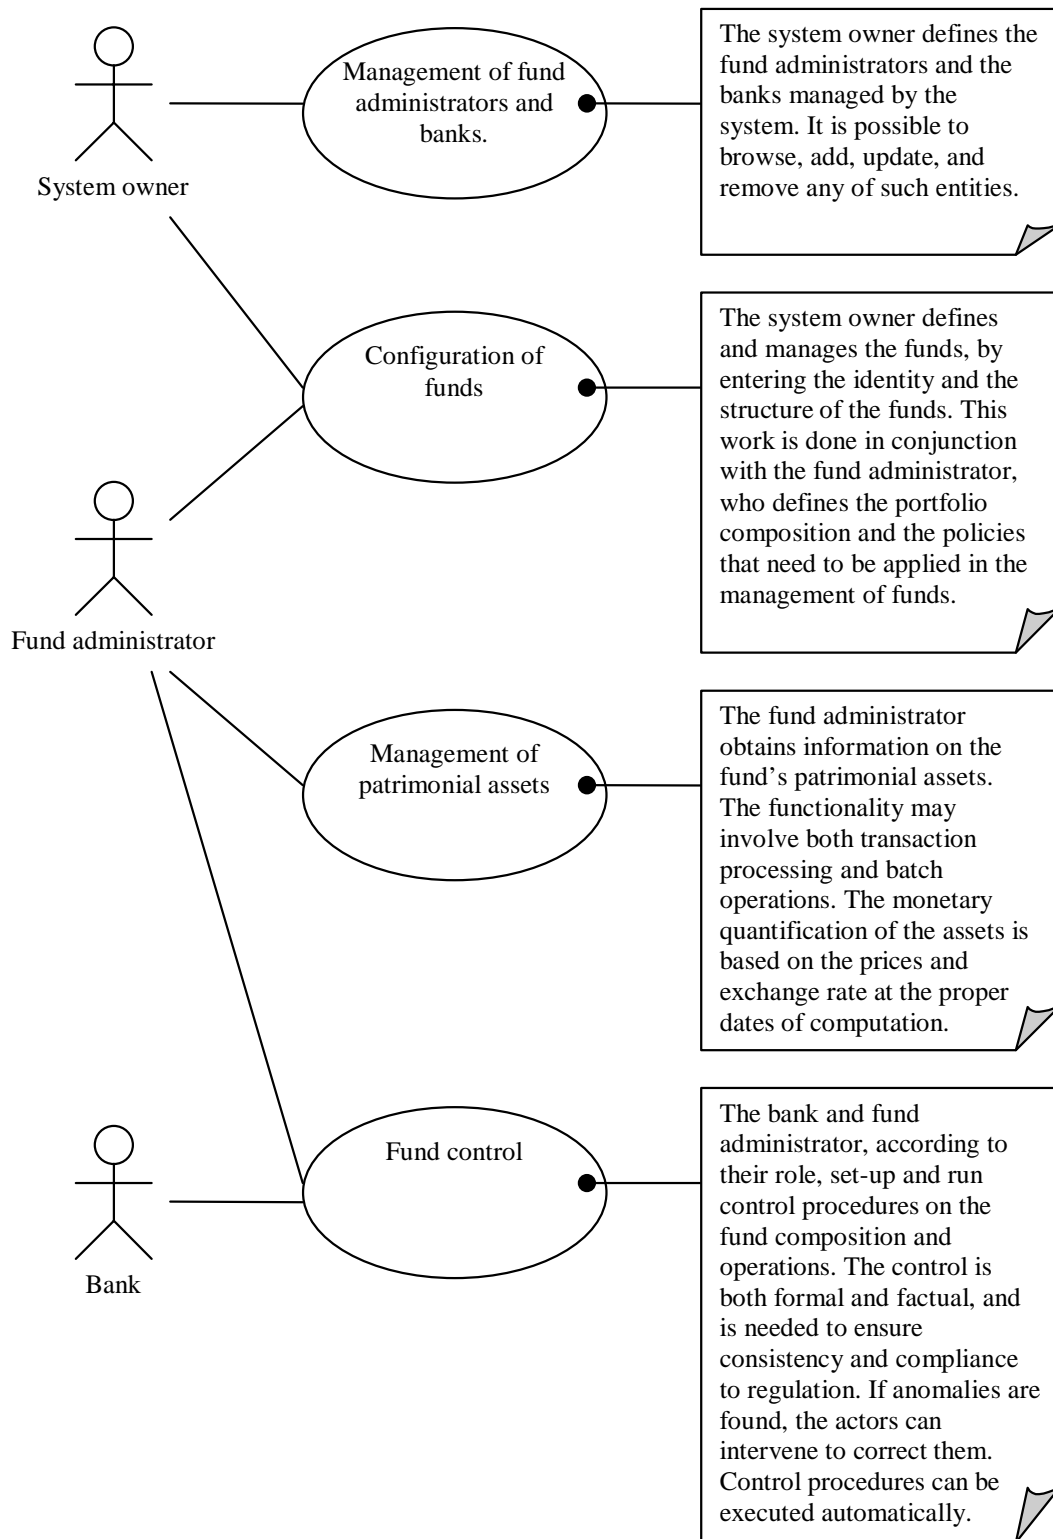 System owner
Management of fund
administrators and
banks.
The system owner defines the
fund administrators and the
banks managed by the
system. It is possible to
browse, add, update, and
remove any of such entities.
Configuration of
funds
The system owner defines
and manages the funds, by
entering the identity and the
structure of the funds. This
work is done in conjunction
with the fund administrator,
who defines the portfolio
composition and the policies
that need to be applied in the
management of funds.
Fund administrator
Management of
patrimonial assets
The fund administrator
obtains information on the
fund’s patrimonial assets.
The functionality may
involve both transaction
processing and batch
operations. The monetary
quantification of the assets is
based on the prices and
exchange rate at the proper
dates of computation.
Fund control
Bank
The bank and fund
administrator, according to
their role, set-up and run
control procedures on the
fund composition and
operations. The control is
both formal and factual, and
is needed to ensure
consistency and compliance
to regulation. If anomalies are
found, the actors can
intervene to correct them.
Control procedures can be
executed automatically.